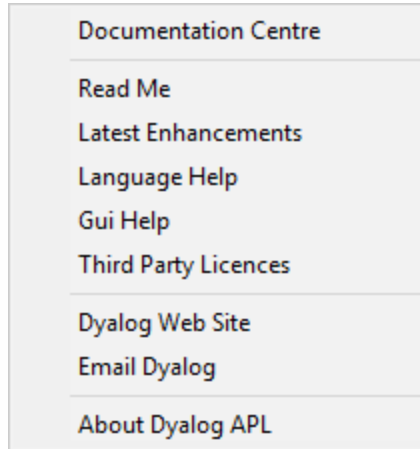 Documentation Centre
Read Me
Latest Enhancements
Language Help
Gui Help
Third Party Licences
Dyalog Web Site
Email Dyalog
About Dyalog APL